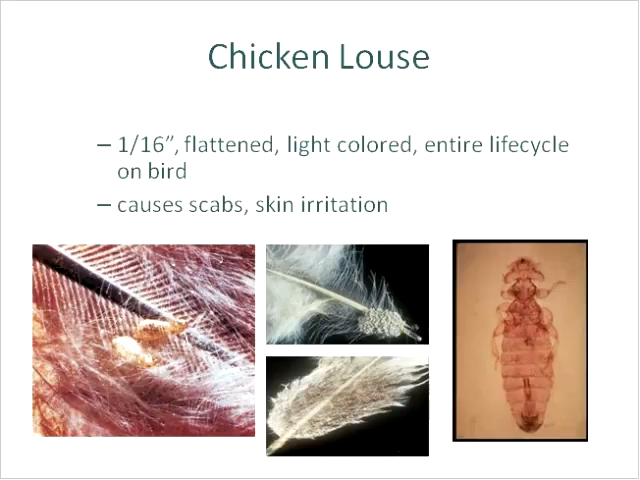 Chicken Louse
– 1/16”, flattened, light colored, entire lifecycle
on bird
– causes scabs, skin irritation